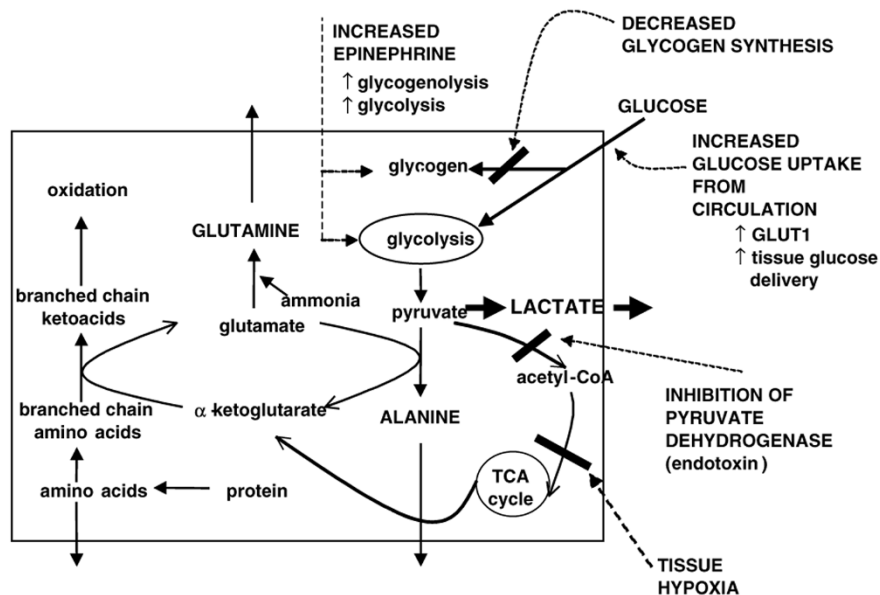 INCREASED
EPINEPHRINE
↑ glycogenolysis
↑ glycolysis
DECREASED
GLYCOGEN SYNTHESIS
GLUCOSE
INCREASED
GLUCOSE UPTAKE
FROM
CIRCULATION
↑ GLUT1
↑ tissue glucose
delivery
glycogen
oxidation
GLUTAMINE
glycolysis
branched chain
ketoacids
ammonia
glutamate
pyruvate
LACTATE
acetyl-CoA
INHIBITION OF
PYRUVATE
DEHYDROGENASE
(endotoxin)
branched chain
amino acids
α-ketoglutarate
ALANINE
amino acids
protein
TCA
cycle
TISSUE
HYPOXIA